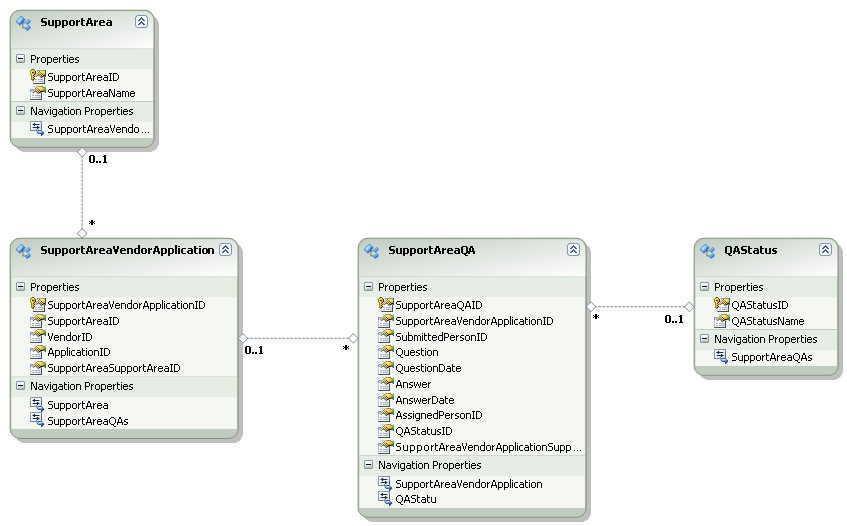 SupportArea
Properties
SupportAreaID
SupportAreaName
Navigation Properties
SupportAreaVendo...
0..1
*
SupportAreaVendorApplication
Properties
SupportAreaVendorApplicationID
SupportAreaID
VendorID
ApplicationID
SupportAreaSupportAreaID
Navigation Properties
SupportArea
SupportAreaQAs
0..1
*
SupportAreaQA
Properties
SupportAreaQAID
SupportAreaVendorApplicationID
SubmittedPersonID
Question
QuestionDate
Answer
AnswerDate
AssignedPersonID
QAStatusID
SupportAreaVendorApplicationSupp...
Navigation Properties
SupportAreaVendorApplication
QAStatu
*
0..1
QAStatus
Properties
QAStatusID
QAStatusName
Navigation Properties
SupportAreaQAs